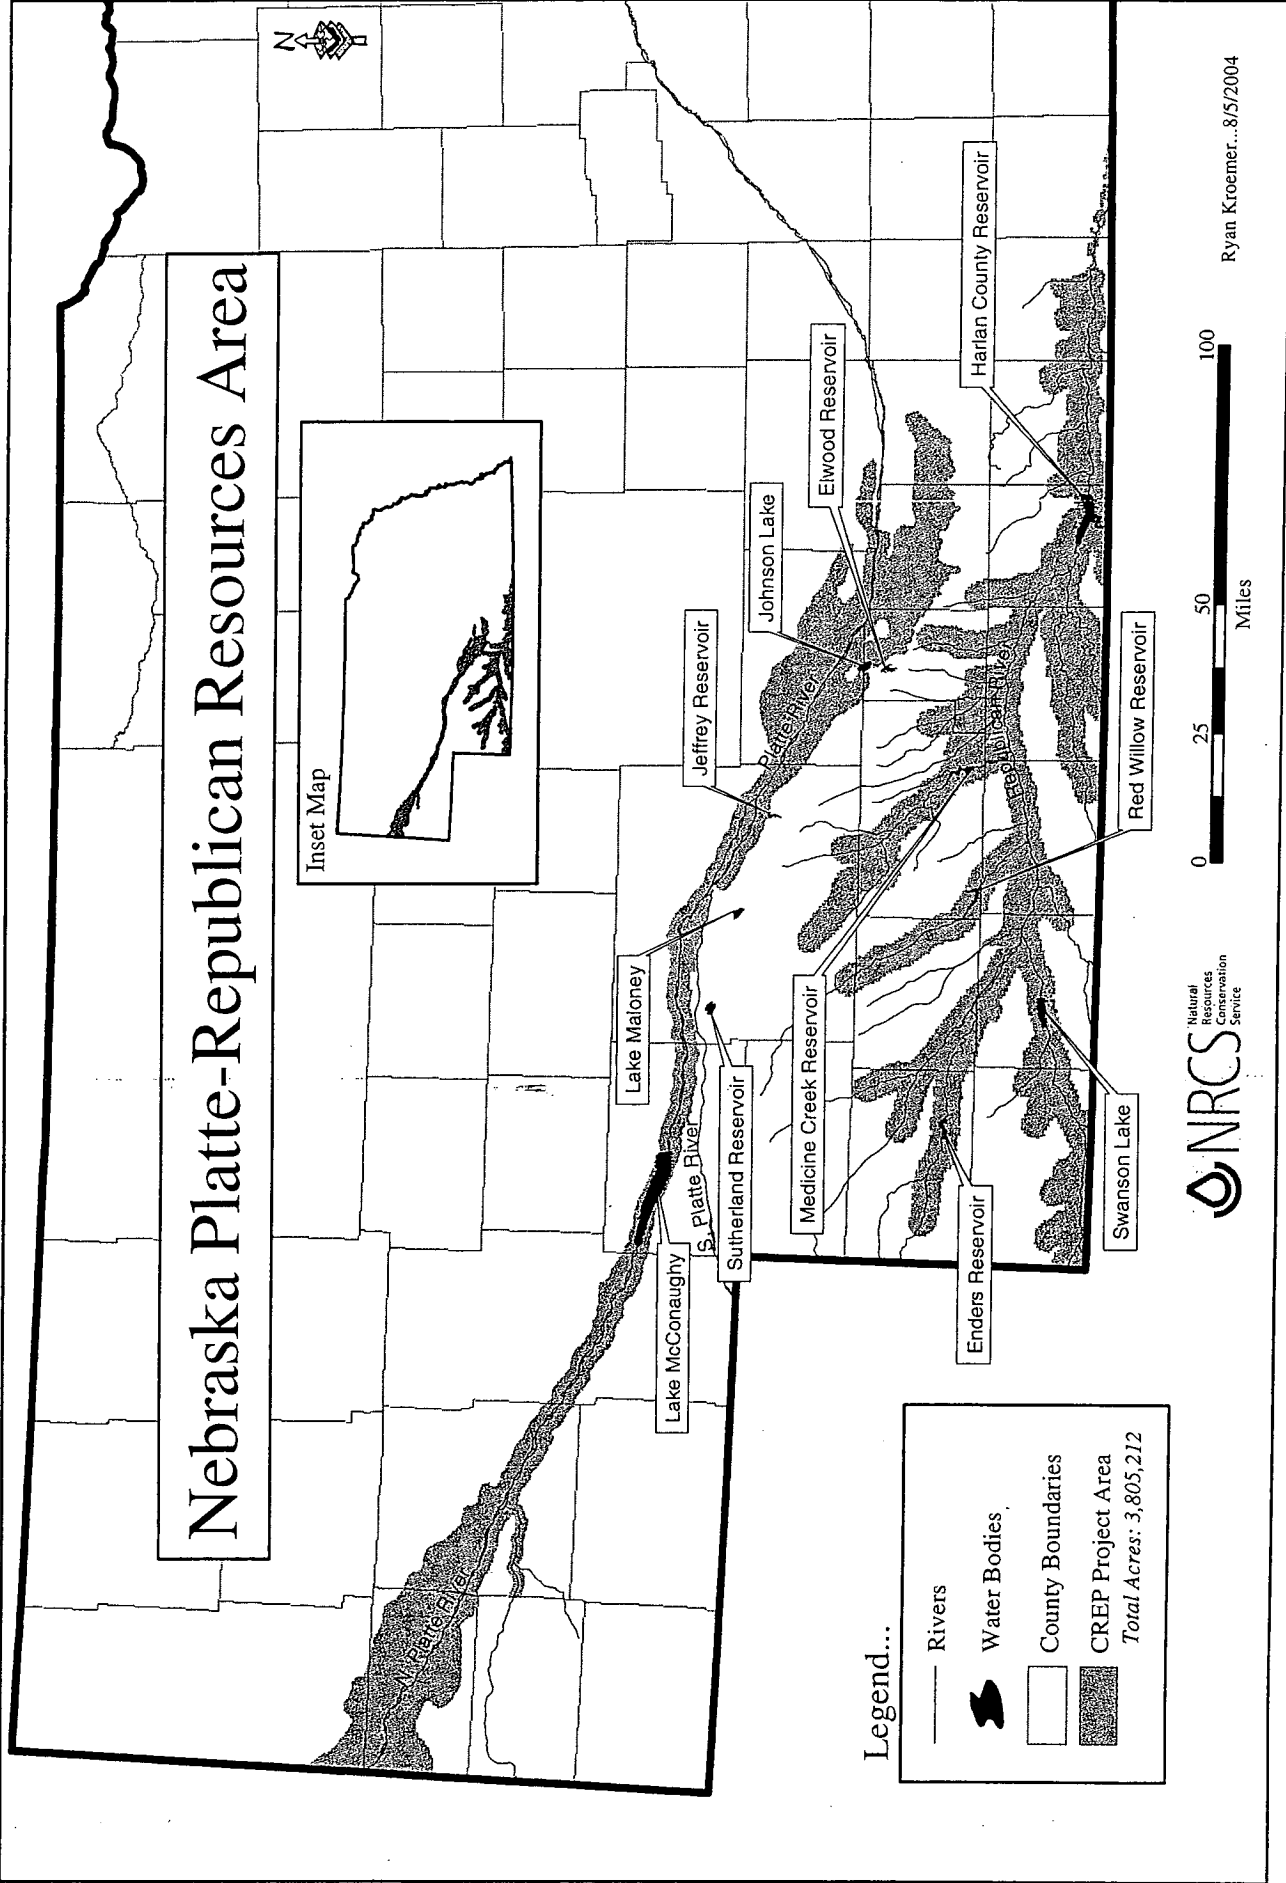 Nebraska Platte-Republican Resources Area
N
Inset Map
Lake McConaughy
S. Platte River
Sutherland Reservoir
Lake Maloney
Jeffrey Reservoir
Johnson Lake
Elwood Reservoir
Harlan County Reservoir
N. Platte River
Platte River
Republican River
Medicine Creek Reservoir
Enders Reservoir
Swanson Lake
Red Willow Reservoir
Legend...
Rivers
Water Bodies
County Boundaries
CREP Project Area
Total Acres: 3,805,212
NRCS
Natural
Resources
Conservation
Service
0 25 50 100
Miles
Ryan Kroemer...8/5/2004